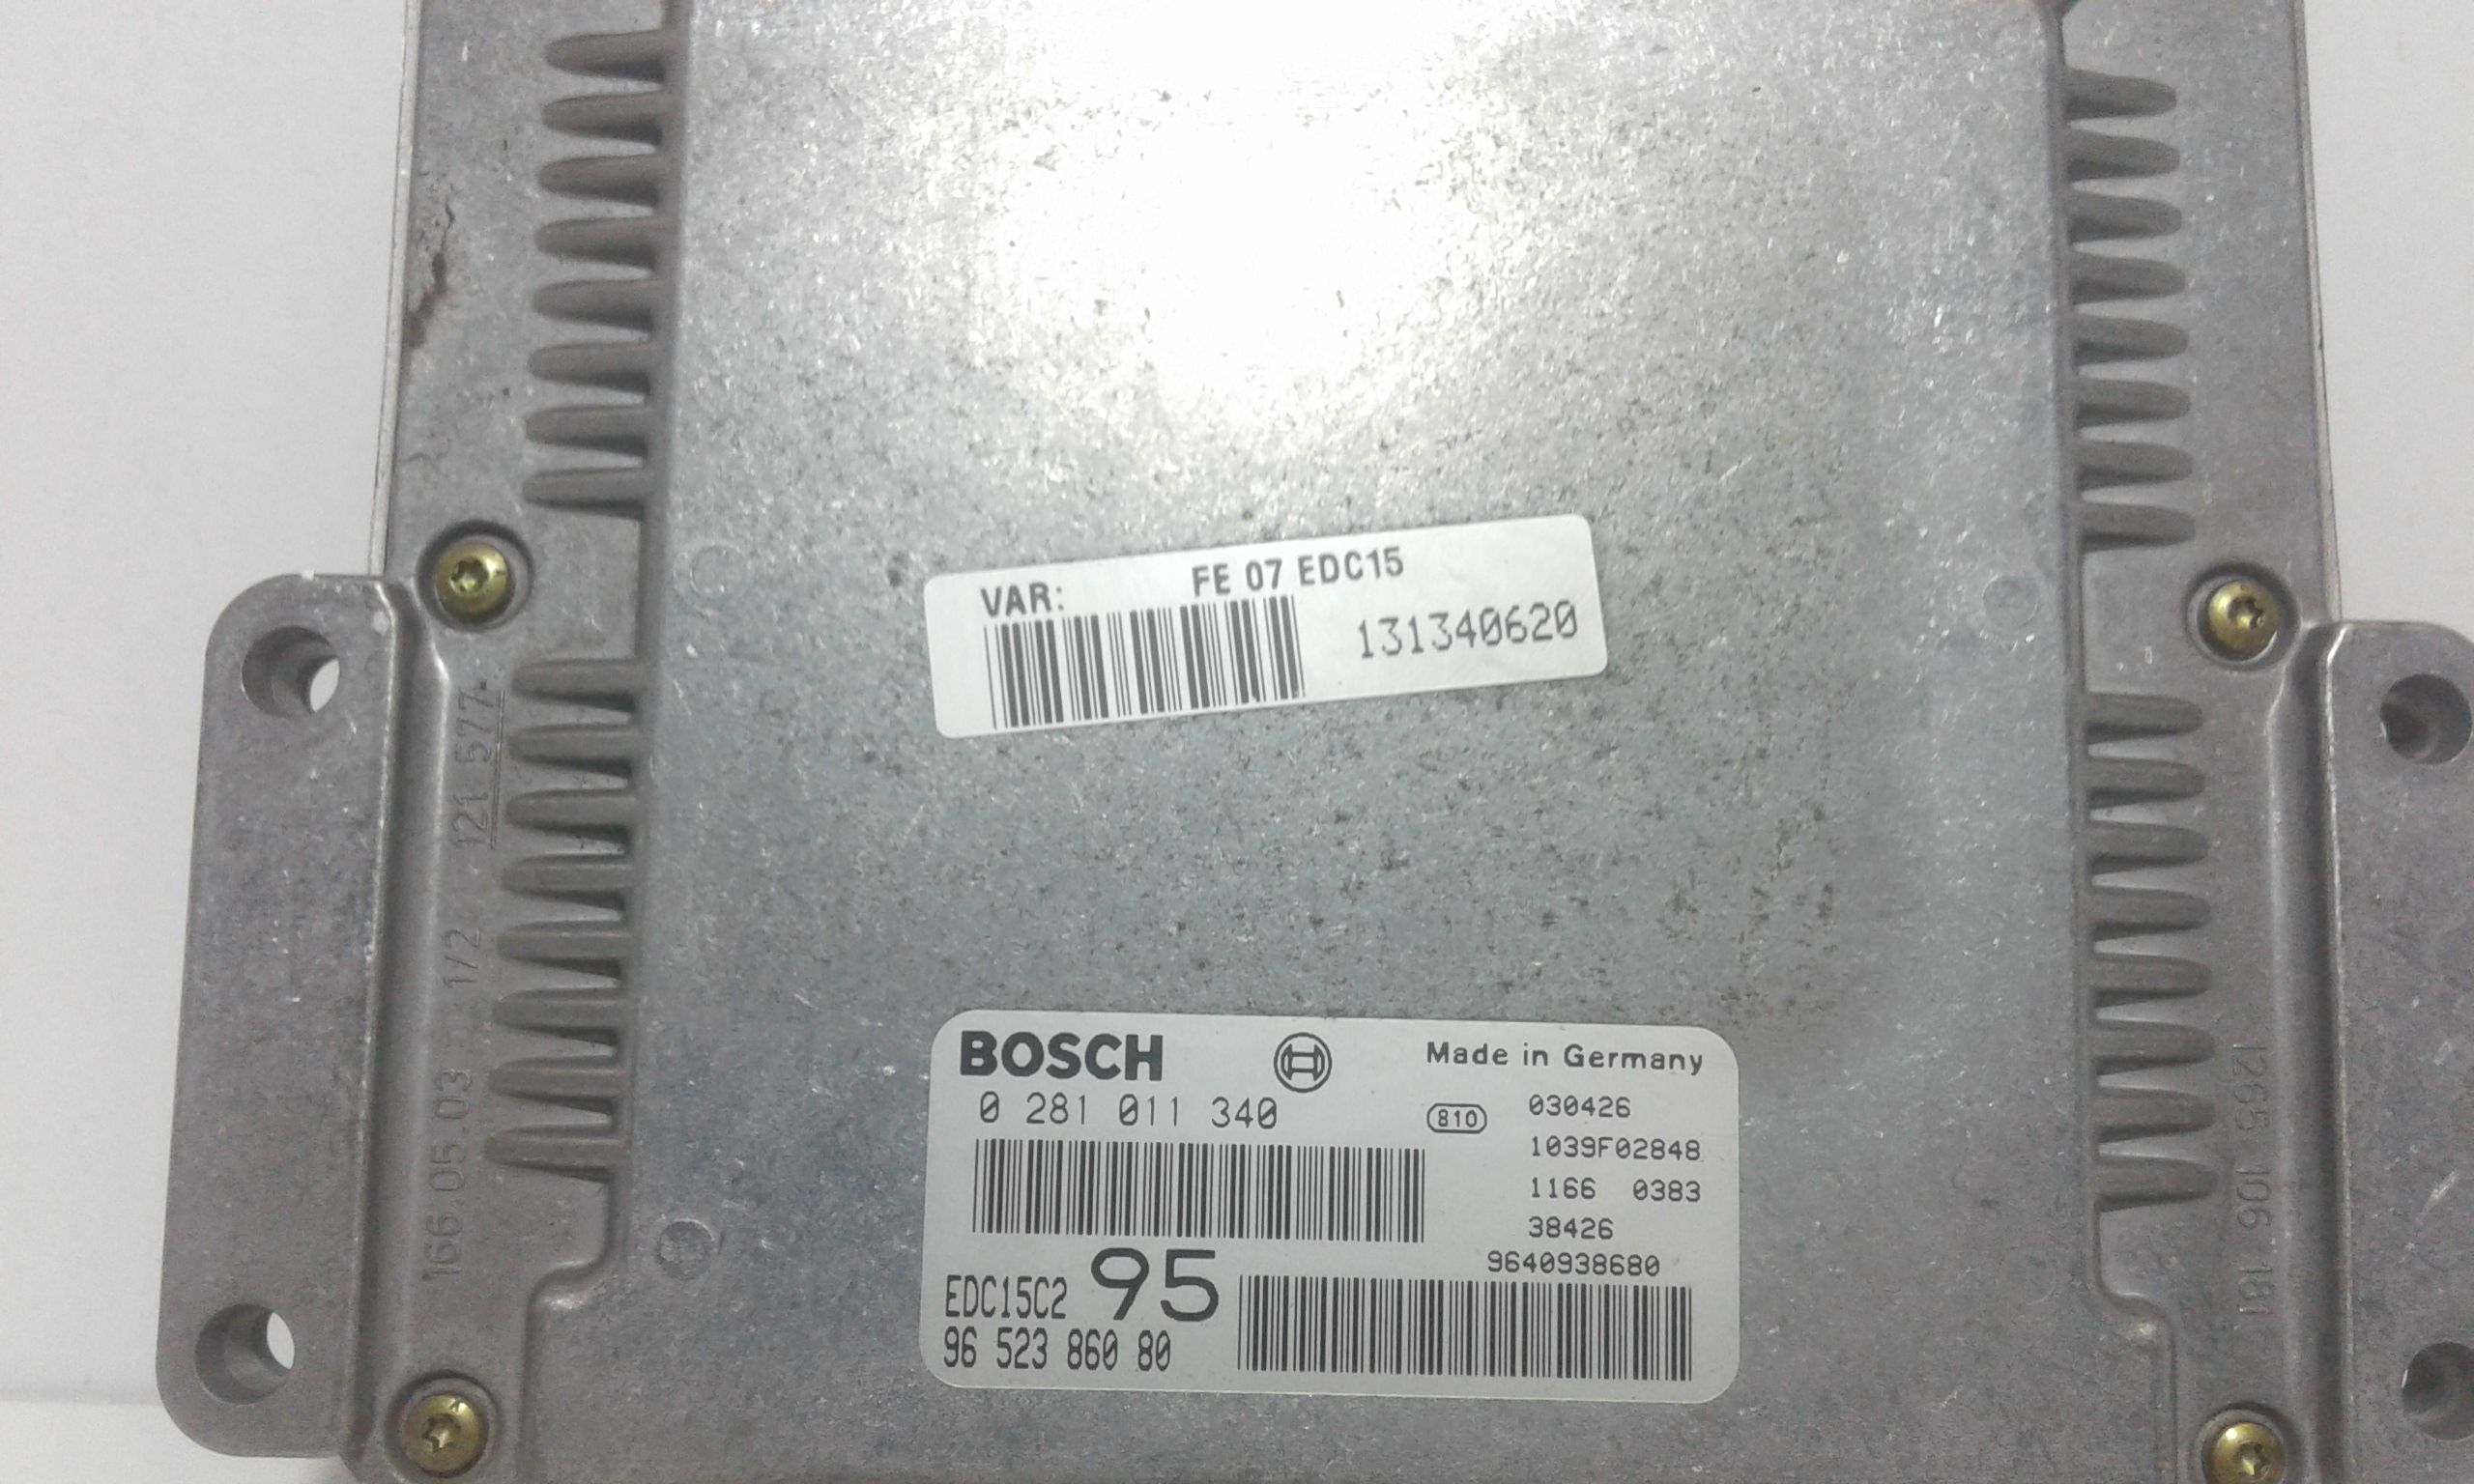 VAR: FE 07 EDC15
131340620
121 577
1/2
166.05.03
BOSCH Made in Germany
0 281 011 340 810 030426
1039F02848
1166 0383
38426
9640938680
EDC15C2 95
96 523 860 80
1265 106 181